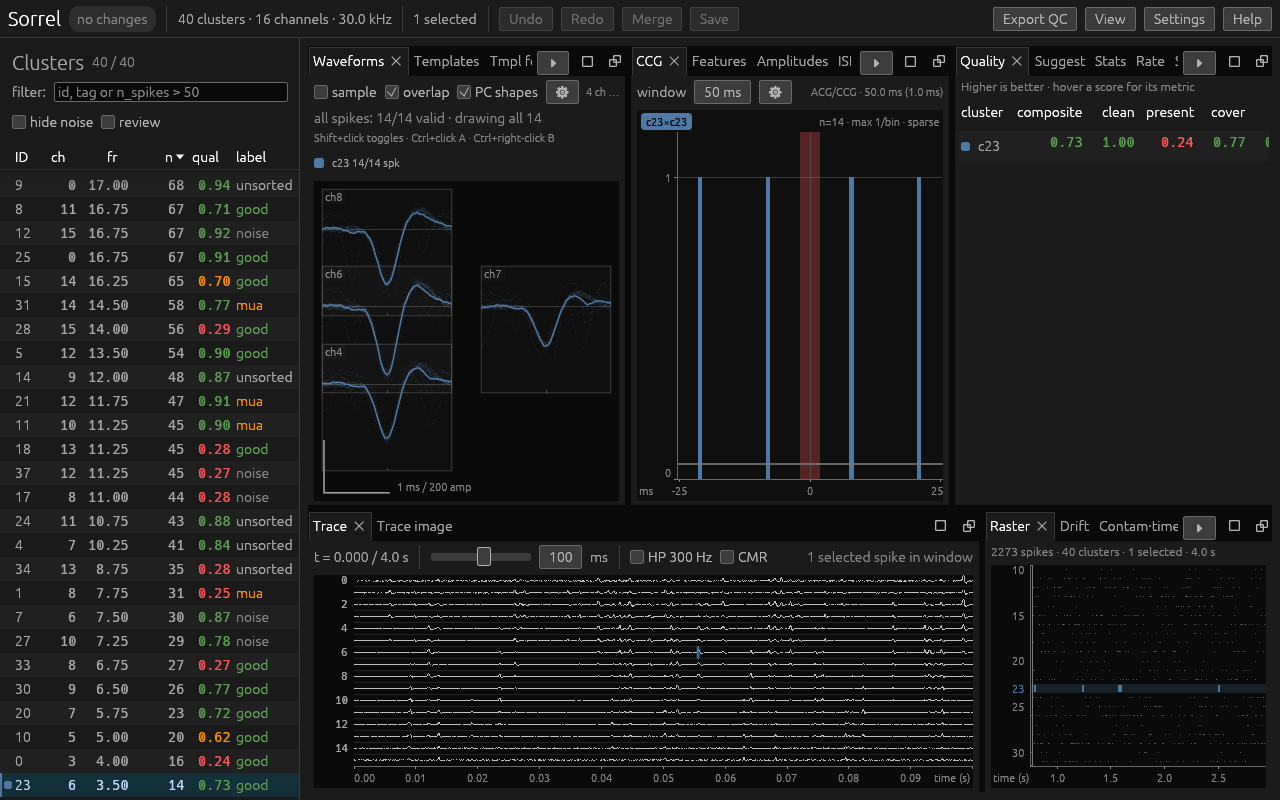 Sorrel no changes 40 clusters · 16 channels · 30.0 kHz 1 selected Undo Redo Merge Save Export QC View Settings Help
Clusters 40 / 40
filter: id, tag or n_spikes > 50
hide noise review
ID ch fr n qual label
9 0 17.00 68 0.94 unsorted
8 11 16.75 67 0.71 good
12 15 16.75 67 0.92 noise
25 0 16.75 67 0.91 good
15 14 16.25 65 0.70 good
31 14 14.50 58 0.77 mua
28 15 14.00 56 0.29 good
5 12 13.50 54 0.90 good
14 9 12.00 48 0.87 unsorted
21 12 11.75 47 0.91 mua
11 10 11.25 45 0.90 mua
18 13 11.25 45 0.28 good
37 12 11.25 45 0.27 noise
17 8 11.00 44 0.28 noise
24 11 10.75 43 0.88 unsorted
4 7 10.25 41 0.84 unsorted
34 13 8.75 35 0.28 unsorted
1 8 7.75 31 0.25 mua
7 6 7.50 30 0.87 noise
27 10 7.25 29 0.78 noise
33 8 6.75 27 0.27 good
30 9 6.50 26 0.77 good
20 7 5.75 23 0.72 good
10 5 5.00 20 0.62 good
0 3 4.00 16 0.24 good
23 6 3.50 14 0.73 good
Waveforms Templates Tmpl
sample overlap PC shapes 4 ch ...
all spikes: 14/14 valid · drawing all 14
Shift+click toggles · Ctrl+click A · Ctrl+right-click B
c23 14/14 spk
ch8
ch6
ch7
ch4
1 ms / 200 amp
CCG Features Amplitudes
window 50 ms ACG/CCG · 50.0 ms (1.0 ms)
c23×c23 n=14 · max 1/bin · sparse
1
0
ms -25 0 25
Quality Suggest Stats Rate
Higher is better · hover a score for its metric
cluster composite clean present cover
c23 0.73 1.00 0.24 0.77
Trace Trace image
t = 0.000 / 4.0 s 100 ms HP 300 Hz CMR 1 selected spike in window
0
2
4
6
8
10
12
14
0.00 0.01 0.02 0.03 0.04 0.05 0.06 0.07 0.08 0.09 time (s)
Raster Drift Contam-time
2273 spikes · 40 clusters · 1 selected · 4.0 s
10
15
20
23
25
30
time (s) 1.0 1.5 2.0 2.5